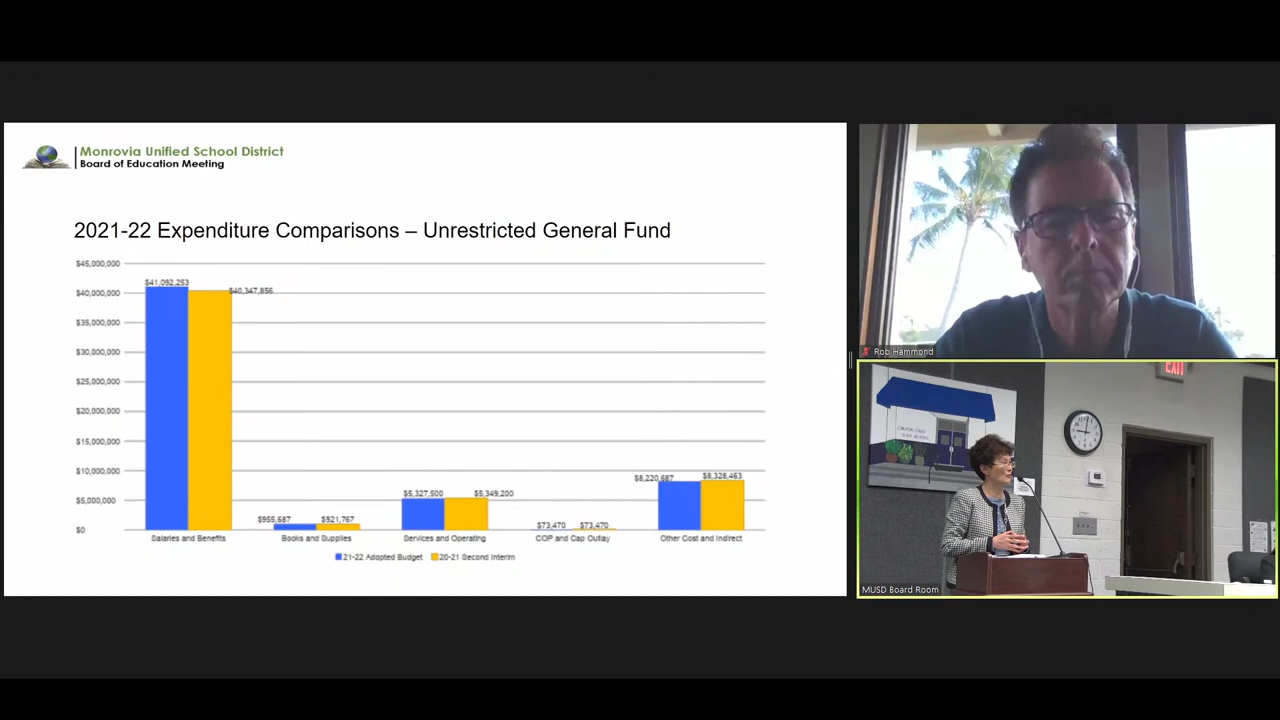 Monrovia Unified School District
Board of Education Meeting
2021-22 Expenditure Comparisons – Unrestricted General Fund
$45,000,000
$40,000,000
$35,000,000
$30,000,000
$25,000,000
$20,000,000
$15,000,000
$10,000,000
$5,000,000
$0
$41,092,253
$40,347,856
$955,687
$921,767
$5,327,500
$5,349,200
$73,470
$73,470
$8,220,687
$8,328,463
Salaries and Benefits
Books and Supplies
Services and Operating
COP and Cap Outlay
Other Cost and Indirect
21-22 Adopted Budget
20-21 Second Interim
Rob Hammond
EXIT
MUSD Board Room